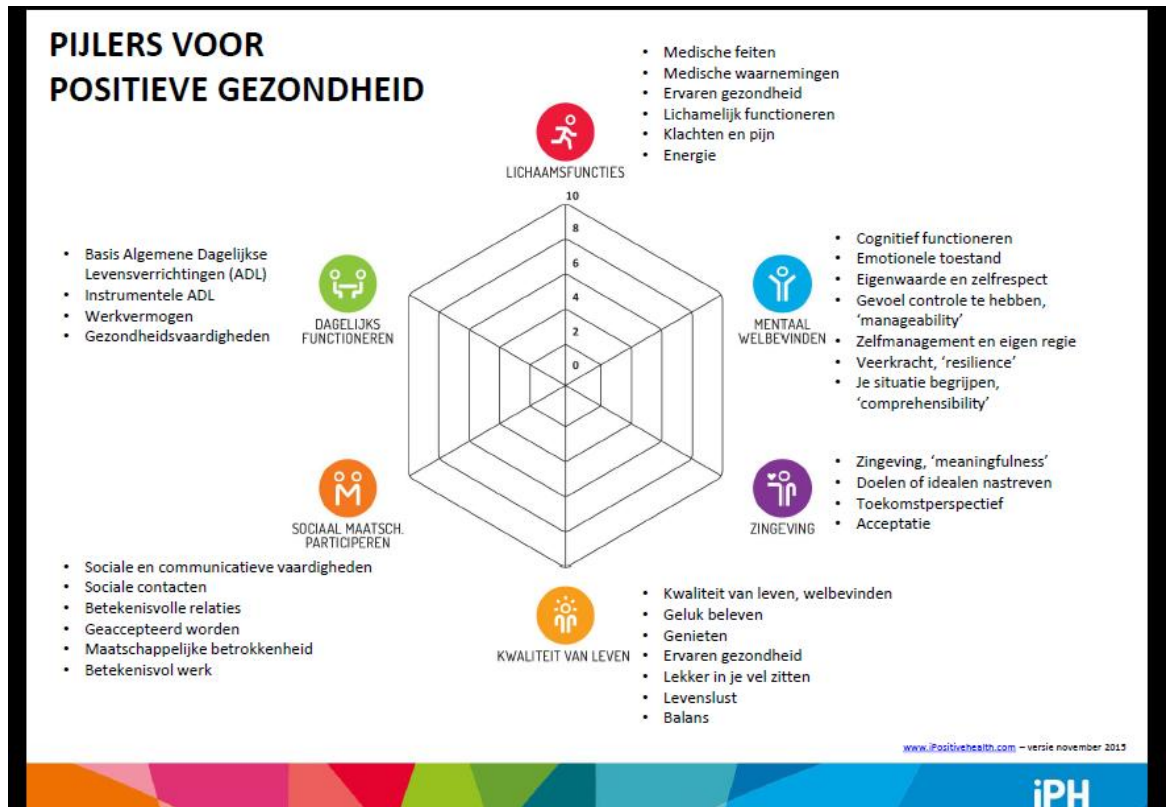 PIJLERS VOOR
POSITIEVE GEZONDHEID
• Medische feiten
• Medische waarnemingen
• Ervaren gezondheid
• Lichamelijk functioneren
• Klachten en pijn
• Energie
LICHAAMSFUNCTIES
10
8
6
4
2
0
• Cognitief functioneren
• Emotionele toestand
• Eigenwaarde en zelfrespect
• Gevoel controle te hebben,
‘manageability’
• Zelfmanagement en eigen regie
• Veerkracht, ‘resilience’
• Je situatie begrijpen,
‘comprehensibility’
MENTAAL
WELBEVINDEN
• Zingeving, ‘meaningfulness’
• Doelen of idealen nastreven
• Toekomstperspectief
• Acceptatie
ZINGEVING
• Kwaliteit van leven, welbevinden
• Geluk beleven
• Genieten
• Ervaren gezondheid
• Lekker in je vel zitten
• Levenslust
• Balans
KWALITEIT VAN LEVEN
SOCIAAL MAATSCH.
PARTICIPEREN
• Sociale en communicatieve vaardigheden
• Sociale contacten
• Betekenisvolle relaties
• Geaccepteerd worden
• Maatschappelijke betrokkenheid
• Betekenisvol werk
• Basis Algemene Dagelijkse
Levensverrichtingen (ADL)
• Instrumentele ADL
• Werkvermogen
• Gezondheidsvaardigheden
DAGELIJKS
FUNCTIONEREN
www.iPositivehealth.com – versie november 2015
iPH